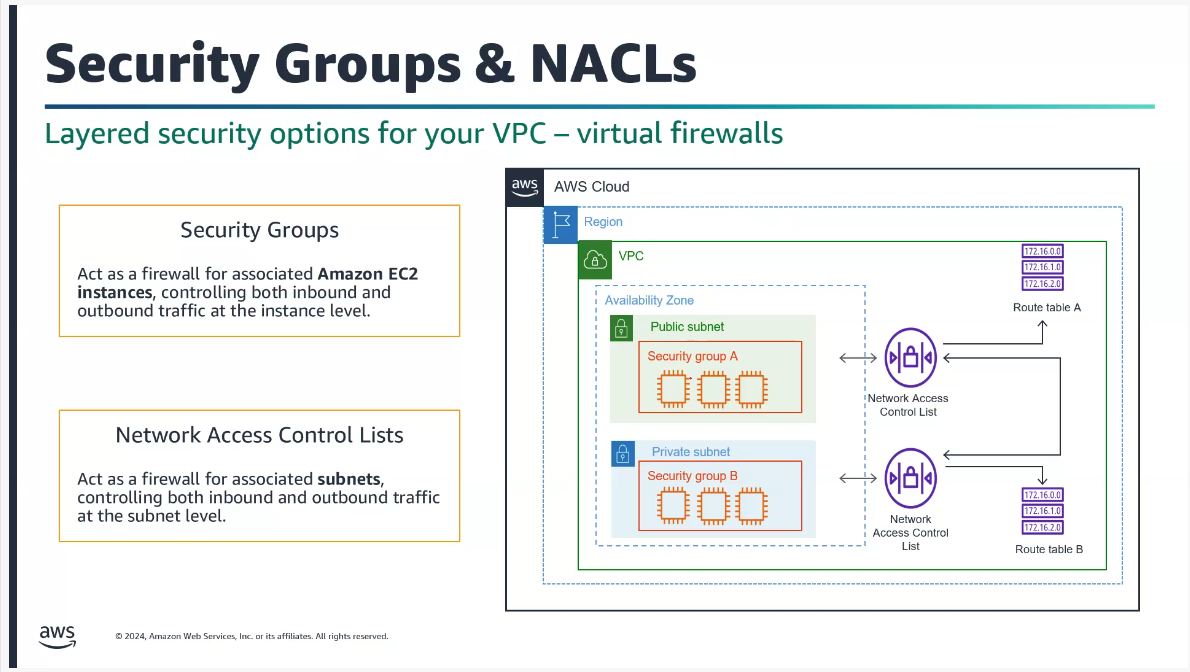 Security Groups & NACLs
Layered security options for your VPC – virtual firewalls
Security Groups
Act as a firewall for associated Amazon EC2
instances, controlling both inbound and
outbound traffic at the instance level.
Network Access Control Lists
Act as a firewall for associated subnets,
controlling both inbound and outbound traffic
at the subnet level.
aws
AWS Cloud
Region
VPC
Availability Zone
Public subnet
Security group A
Private subnet
Security group B
Network Access
Control List
Network
Access Control
List
172.16.0.0
172.16.1.0
172.16.2.0
Route table A
172.16.0.0
172.16.1.0
172.16.2.0
Route table B
aws
© 2024, Amazon Web Services, Inc. or its affiliates. All rights reserved.